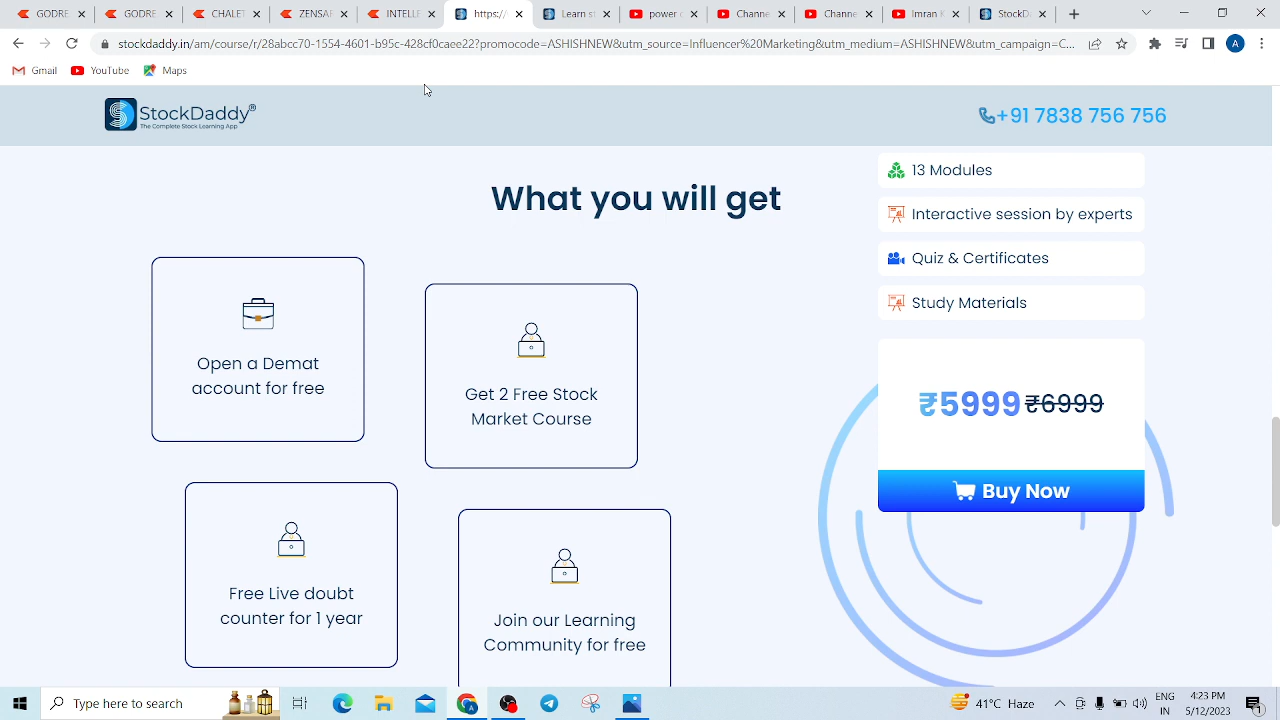 GODRE
GODRE
CHALET
ZENSAR
INTELLE
https://
Learn st
power c
Channe
Channe
Iman K
StockD
stockdaddy.in/am/course/r/28abc70-1554-4601-b95c-428cf0cace22?promocode=ASHISHNEW&utm_source=Influencer%20Marketing&utm_medium=ASHISHNEW&utm_campaign=C...
A
Gmail
YouTube
Maps
StockDaddy®
The Complete Stock Learning App
+91 7838 756 756
What you will get
13 Modules
Interactive session by experts
Quiz & Certificates
Study Materials
Open a Demat
account for free
Get 2 Free Stock
Market Course
₹5999 ₹6999
Buy Now
Free Live doubt
counter for 1 year
Join our Learning
Community for free
Type here to search
41°C Haze
ENG
IN
4:23 PM
5/12/2023